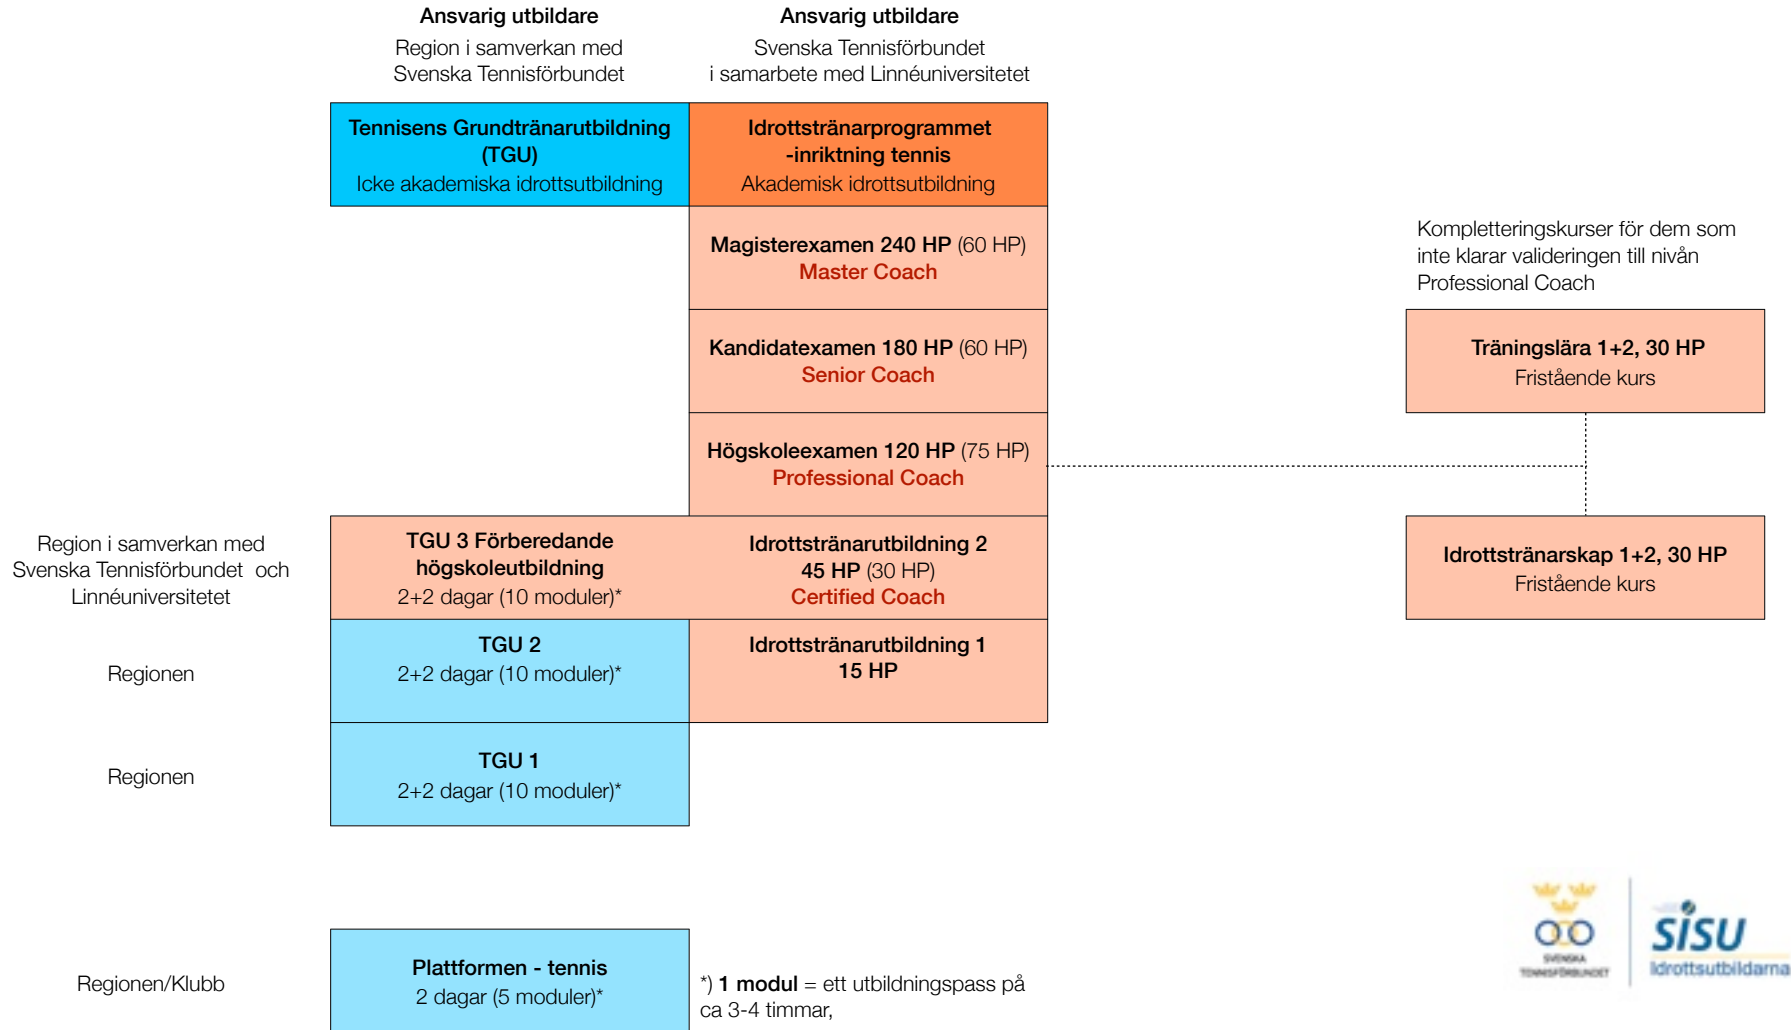 Ansvarig utbildare
Region i samverkan med
Svenska Tennisförbundet
Ansvarig utbildare
Svenska Tennisförbundet
i samarbete med Linnéuniversitetet
Tennisens Grundtränarutbildning
(TGU)
Icke akademiska idrottsutbildning
Idrottstränarprogrammet
-inriktning tennis
Akademisk idrottsutbildning
Magisterexamen 240 HP (60 HP)
Master Coach
Kompletteringskurser för dem som
inte klarar valideringen till nivån
Professional Coach
Kandidatexamen 180 HP (60 HP)
Senior Coach
Träningslära 1+2, 30 HP
Fristående kurs
Högskoleexamen 120 HP (75 HP)
Professional Coach
Region i samverkan med
Svenska Tennisförbundet och
Linnéuniversitetet
TGU 3 Förberedande
högskoleutbildning
2+2 dagar (10 moduler)*
Idrottstränarutbildning 2
45 HP (30 HP)
Certified Coach
Idrottstränarskap 1+2, 30 HP
Fristående kurs
Regionen
TGU 2
2+2 dagar (10 moduler)*
Idrottstränarutbildning 1
15 HP
Regionen
TGU 1
2+2 dagar (10 moduler)*
SVENSKA
TENNISFÖRBUNDET
SISU
Idrottsutbildarna
Regionen/Klubb
Plattformen - tennis
2 dagar (5 moduler)*
*) 1 modul = ett utbildningspass på
ca 3-4 timmar,